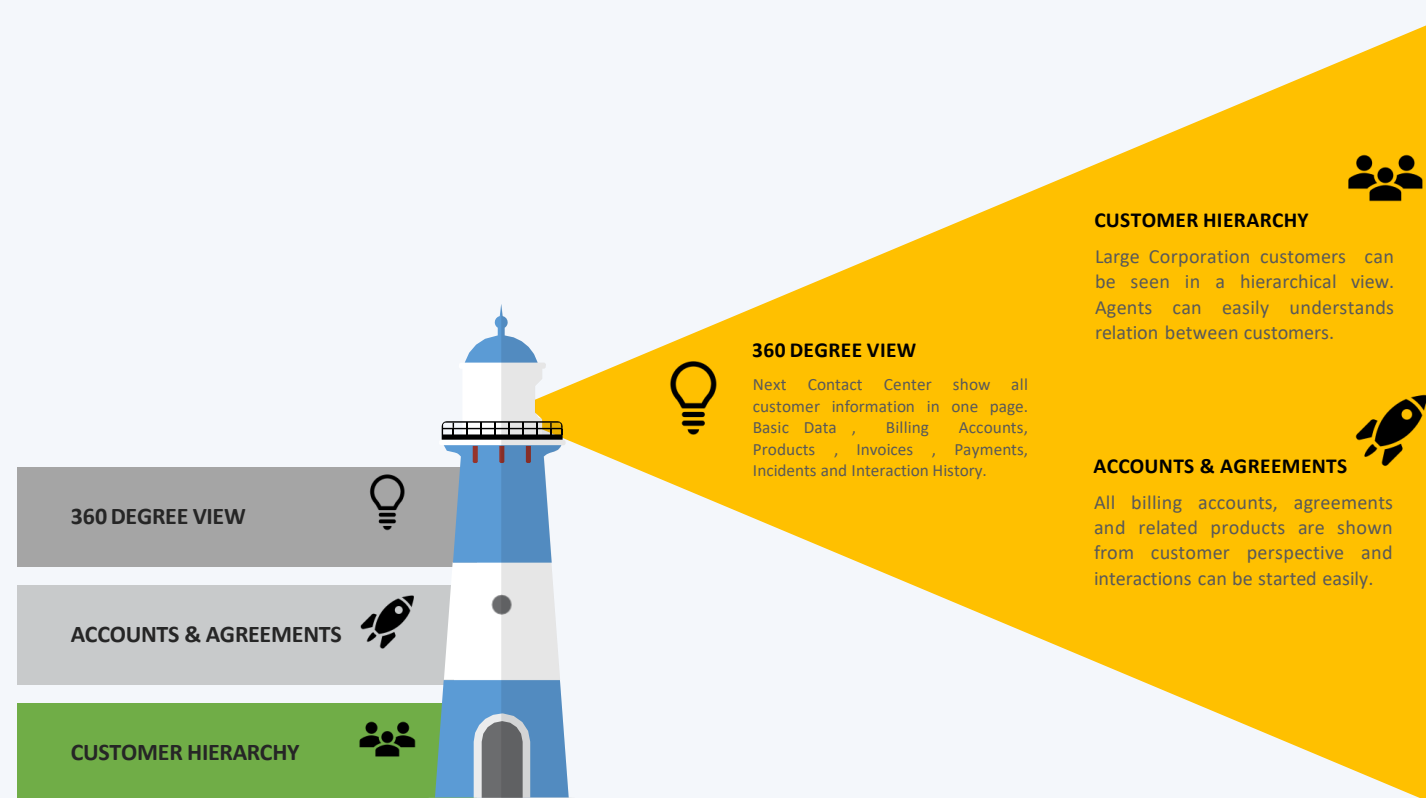 360 DEGREE VIEW
ACCOUNTS & AGREEMENTS
CUSTOMER HIERARCHY
360 DEGREE VIEW
Next Contact Center show all
customer information in one page.
Basic Data , Billing Accounts,
Products , Invoices , Payments,
Incidents and Interaction History.
CUSTOMER HIERARCHY
Large Corporation customers can
be seen in a hierarchical view.
Agents can easily understands
relation between customers.
ACCOUNTS & AGREEMENTS
All billing accounts, agreements
and related products are shown
from customer perspective and
interactions can be started easily.